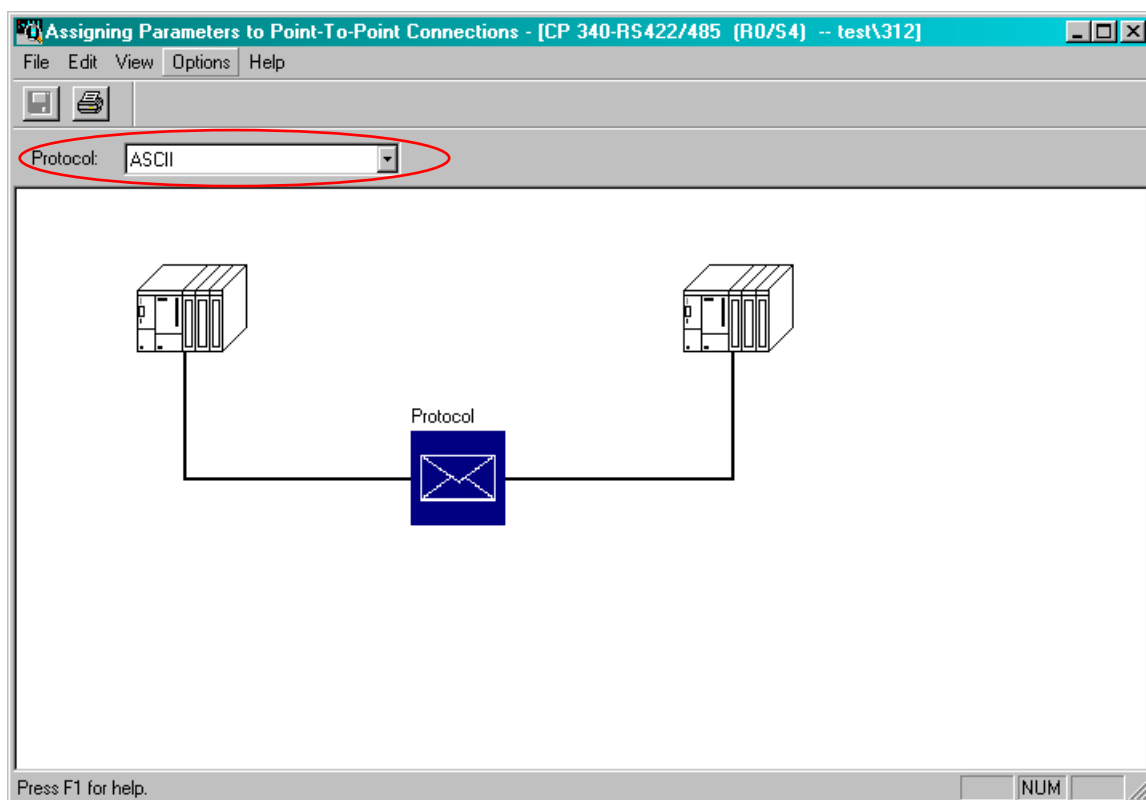 Assigning Parameters to Point-To-Point Connections - [CP 340-RS422/485 (R0/S4) -- test\312]
File Edit View Options Help
Protocol: ASCII
Protocol
Press F1 for help. NUM